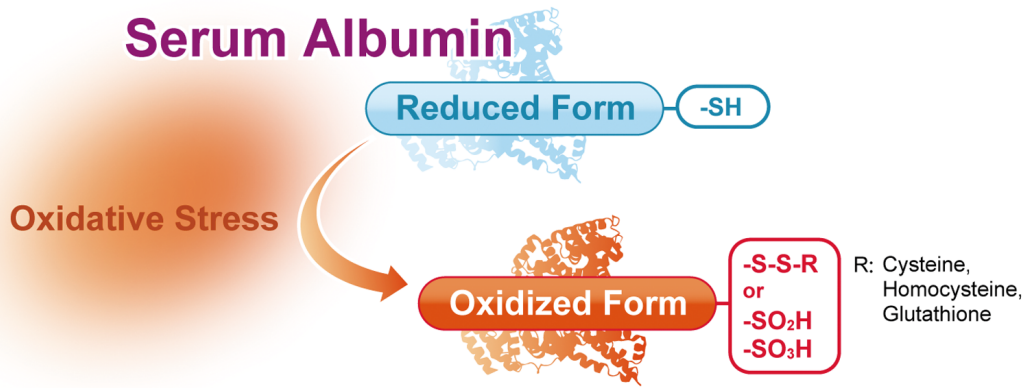 Serum Albumin
Reduced Form
-SH
Oxidative Stress
Oxidized Form
-S-S-R
or
-SO₂H
-SO₃H
R: Cysteine,
Homocysteine,
Glutathione